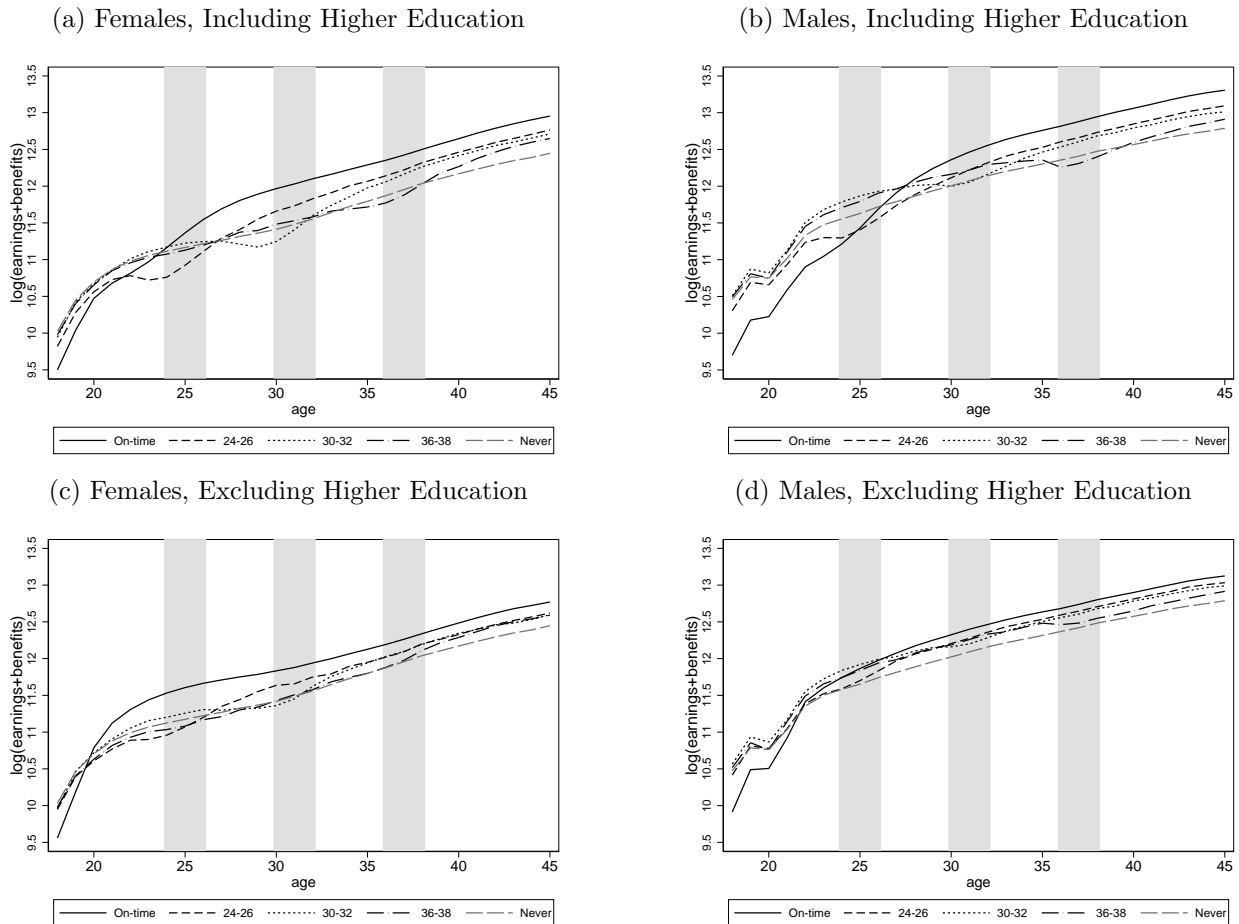 (a) Females, Including Higher Education
(b) Males, Including Higher Education
log(earnings+benefits)
13.5
13
12.5
12
11.5
11
10.5
10
9.5
20 25 30 35 40 45
age
On-time 24-26 30-32 36-38 Never
log(earnings+benefits)
13.5
13
12.5
12
11.5
11
10.5
10
9.5
20 25 30 35 40 45
age
On-time 24-26 30-32 36-38 Never
(c) Females, Excluding Higher Education
(d) Males, Excluding Higher Education
log(earnings+benefits)
13.5
13
12.5
12
11.5
11
10.5
10
9.5
20 25 30 35 40 45
age
On-time 24-26 30-32 36-38 Never
log(earnings+benefits)
13.5
13
12.5
12
11.5
11
10.5
10
9.5
20 25 30 35 40 45
age
On-time 24-26 30-32 36-38 Never